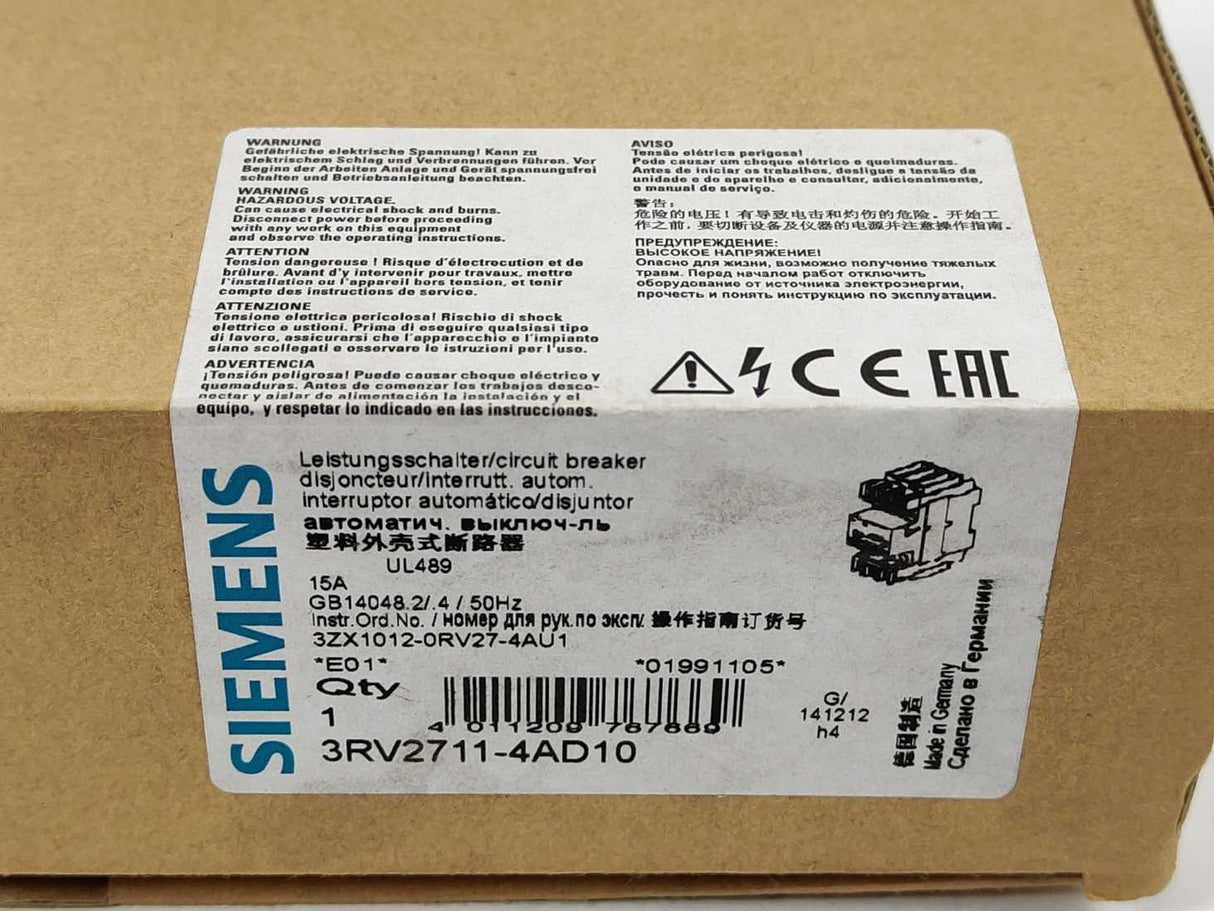 WARNUNG
Gefährliche elektrische Spannung! Kann zu
elektrischem Schlag und Verbrennungen führen. Vor
Beginn der Arbeiten Anlage und Gerät spannungsfrei
schalten und Betriebsanleitung beachten.
WARNING
HAZARDOUS VOLTAGE.
Can cause electrical shock and burns.
Disconnect power before proceeding
with any work on this equipment
and observe the operating instructions.
ATTENTION
Tension dangereuse ! Risque d'électrocution et de
brûlure. Avant d'y intervenir pour travaux, mettre
l'installation ou l'appareil hors tension, et tenir
compte des instructions de service.
ATTENZIONE
Tensione elettrica pericolosa! Rischio di shock
elettrico e ustioni. Prima di eseguire qualsiasi tipo
di lavoro, assicurarsi che l'apparecchio e l'impianto
siano scollegati e osservare le istruzioni per l'uso.
ADVERTENCIA
¡Tensión peligrosa! Puede causar choque eléctrico y
quemaduras. Antes de comenzar los trabajos desco-
nectar y aislar de alimentación la instalación y el
equipo, y respetar lo indicado en las instrucciones.
AVISO
Tensão elétrica perigosa!
Pode causar um choque elétrico e queimaduras.
Antes de iniciar os trabalhos, desligue a tensão da
unidade e do aparelho e consultar, adicionalmente,
o manual de serviço.
警告:
危险的电压！有导致电击和灼伤的危险。开始工
作之前，要切断设备及仪器的电源并注意操作指南。
ПРЕДУПРЕЖДЕНИЕ:
ВЫСОКОЕ НАПРЯЖЕНИЕ!
Опасно для жизни, возможно получение тяжелых
травм. Перед началом работ отключить
оборудование от источника электроэнергии,
прочесть и понять инструкцию по эксплуатации.
CE EAC
SIEMENS
Leistungsschalter/circuit breaker
disjoncteur/interrutt. autom.
interruptor automático/disjuntor
автоматич. выключ-ль
塑料外壳式断路器
UL489
15A
GB14048.2/.4 / 50Hz
Instr.Ord.No. / номер для рук.по эксп/. 操作指南订货号
3ZX1012-0RV27-4AU1
*E01* *01991105*
Qty
1
4 011209 767669
3RV2711-4AD10
G/
141212
h4
德国制造
Made in Germany
Сделано в Германии